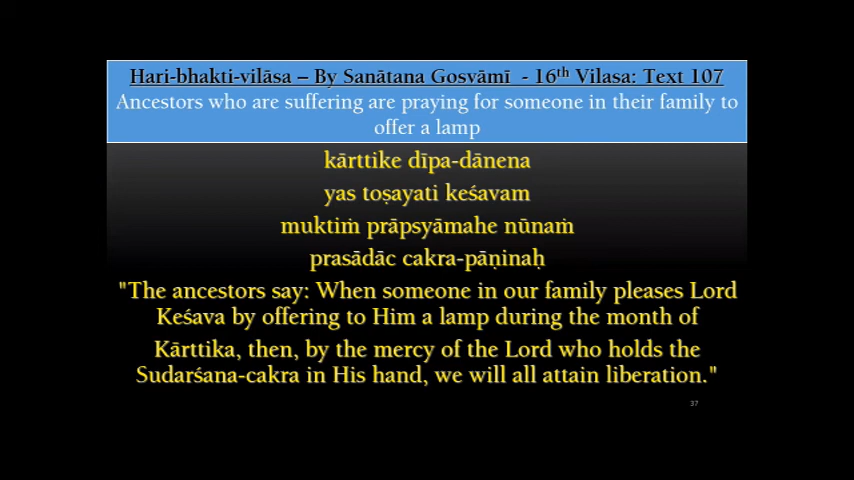 Hari-bhakti-vilāsa – By Sanātana Gosvāmī - 16th Vilasa: Text 107
Ancestors who are suffering are praying for someone in their family to
offer a lamp
kārttike dīpa-dānena
yas toṣayati keśavam
muktiṁ prāpsyāmahe nūnaṁ
prasādāc cakra-pāṇinaḥ
"The ancestors say: When someone in our family pleases Lord
Keśava by offering to Him a lamp during the month of
Kārttika, then, by the mercy of the Lord who holds the
Sudarśana-cakra in His hand, we will all attain liberation."
37